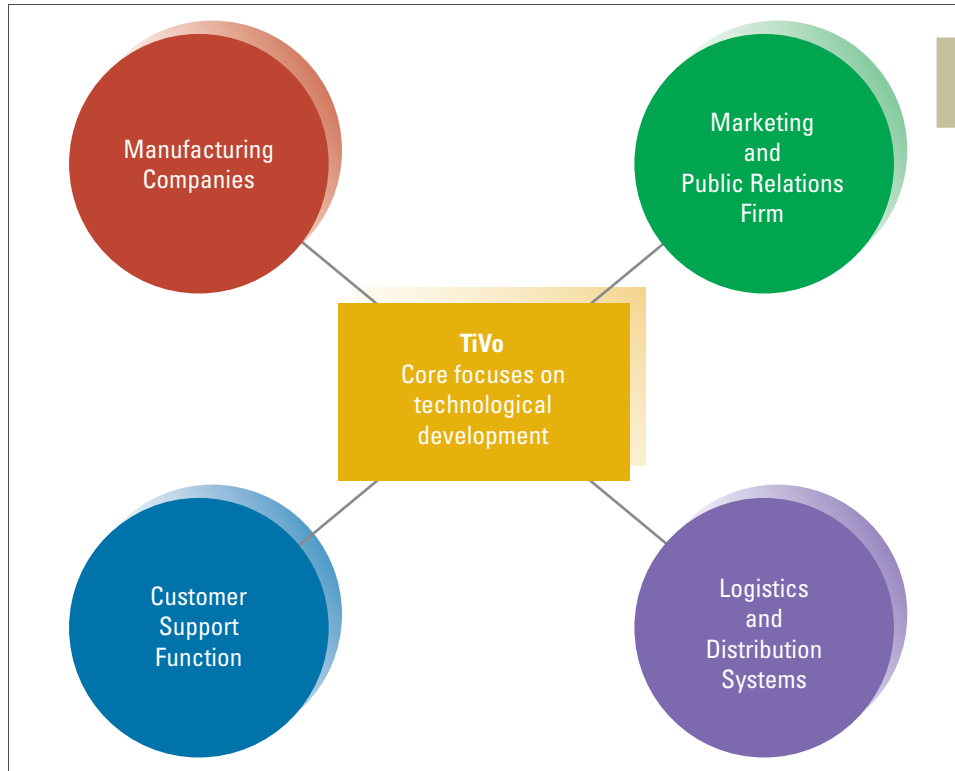 Manufacturing
Companies
Marketing
and
Public Relations
Firm
TiVo
Core focuses on
technological
development
Customer
Support
Function
Logistics
and
Distribution
Systems